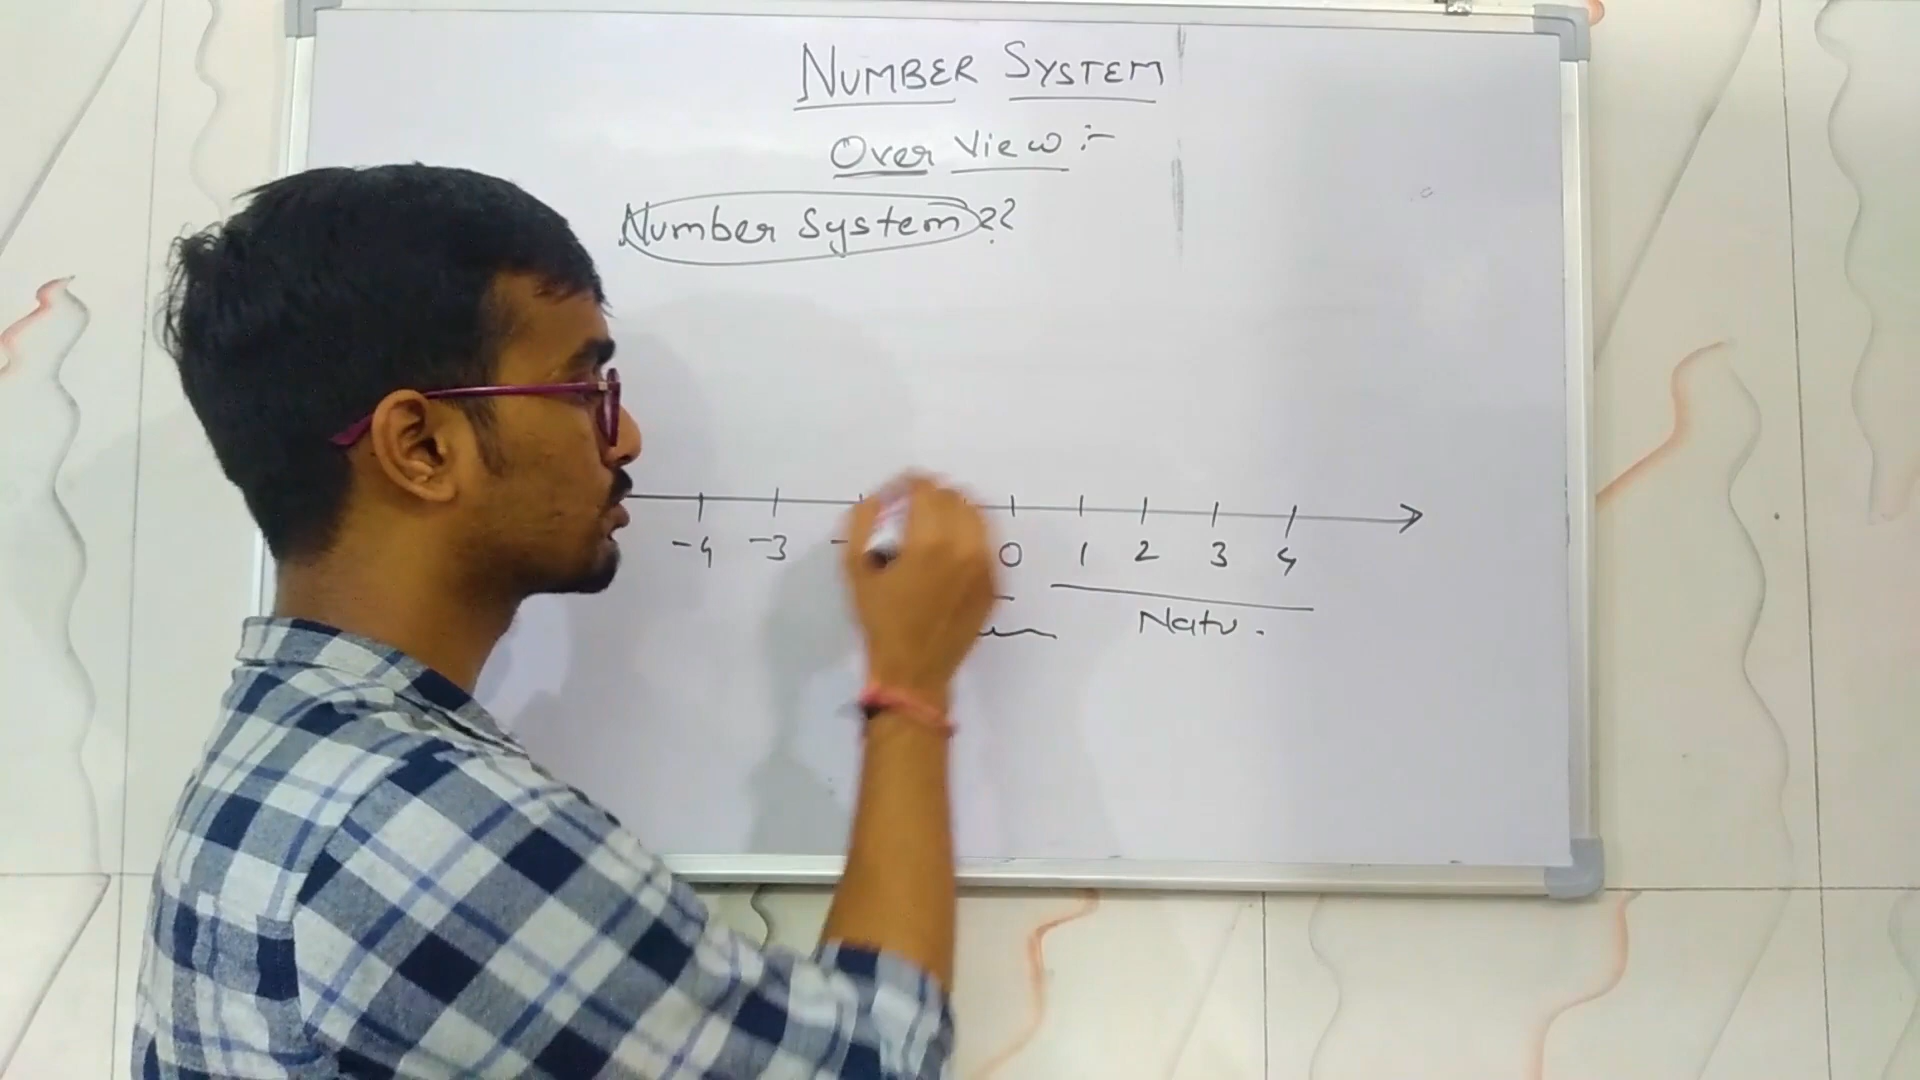 NUMBER SYSTEM
Over View :-
Number System ??
-4 -3 - 0 1 2 3 4
Natu.